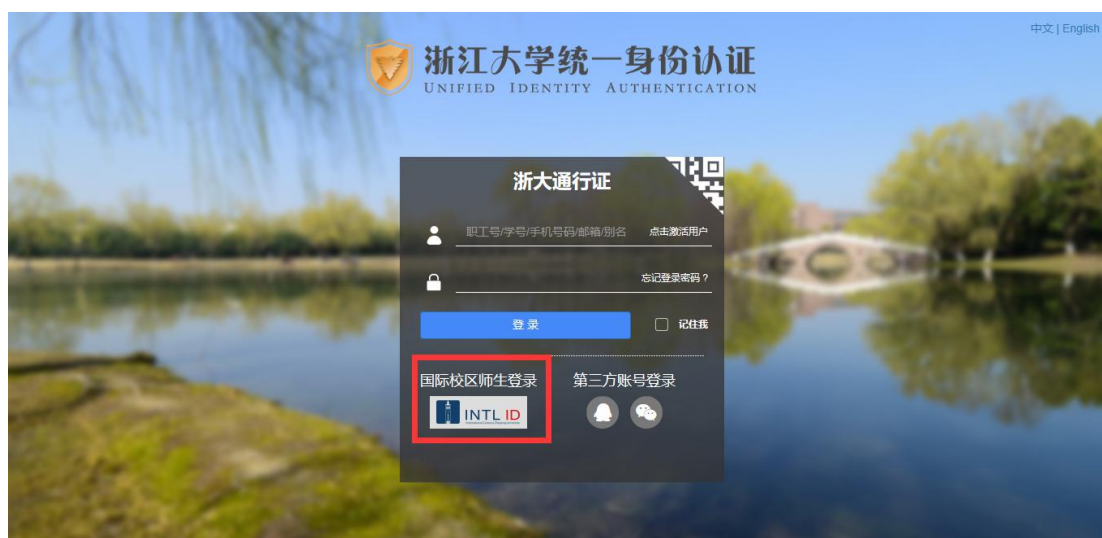 中文 | English
浙江大学统一身份认证
UNIFIED IDENTITY AUTHENTICATION
浙大通行证
职工号/学号/手机号码/邮箱/别名 点击激活用户
忘记登录密码？
登 录 记住我
国际校区师生登录 第三方账号登录
INTL ID